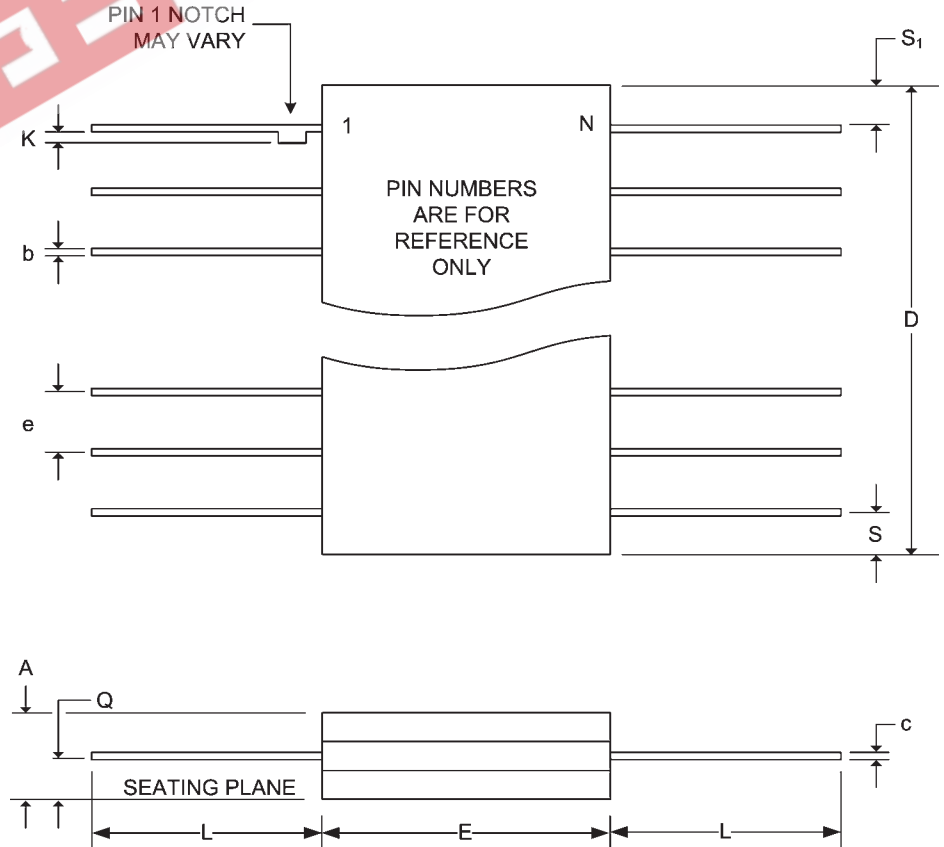 PIN 1 NOTCH
MAY VARY
S₁
K
1
N
PIN NUMBERS
ARE FOR
REFERENCE
ONLY
b
D
e
S
A
Q
c
SEATING PLANE
L
E
L